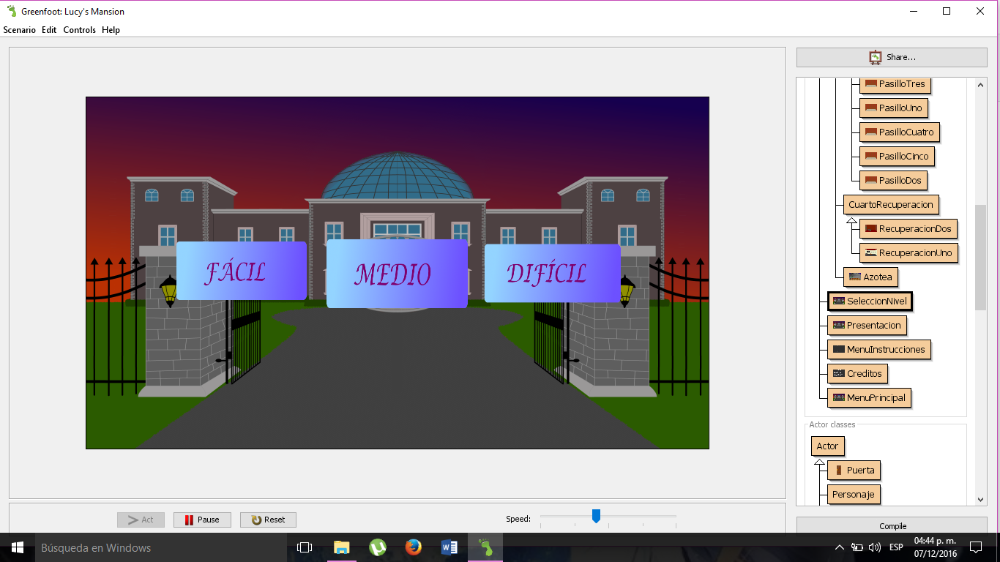 Greenfoot: Lucy's Mansion
Scenario Edit Controls Help
Share...
PasilloTres
PasilloUno
PasilloCuatro
PasilloCinco
PasilloDos
CuartoRecuperacion
RecuperacionDos
RecuperacionUno
Azotea
SeleccionNivel
Presentacion
MenuInstrucciones
Creditos
MenuPrincipal
Actor classes
Actor
Puerta
Personaje
FÁCIL
MEDIO
DIFÍCIL
Act Pause Reset Speed:
Compile
Búsqueda en Windows
ESP
04:44 p. m.
07/12/2016